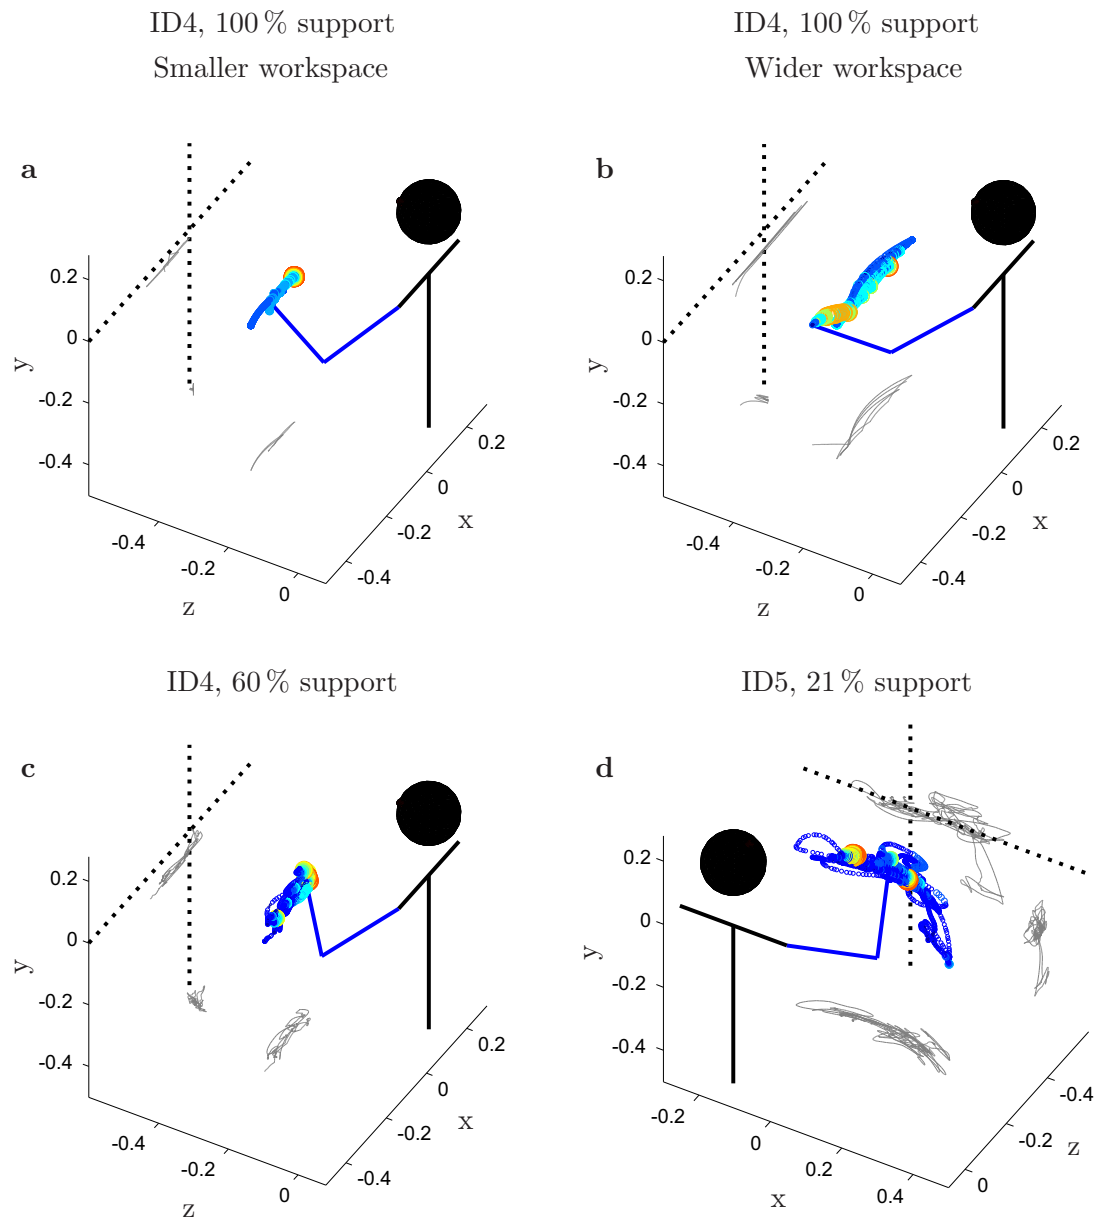 ID4, 100 % support
Smaller workspace
ID4, 100 % support
Wider workspace
a
0.2
0
-0.2
-0.4
y
-0.4
-0.2
0
z
-0.4
-0.2
0
0.2
x
b
0.2
0
-0.2
-0.4
y
-0.4
-0.2
0
z
-0.4
-0.2
0
0.2
x
ID4, 60 % support
ID5, 21 % support
c
0.2
0
-0.2
-0.4
y
-0.4
-0.2
0
z
-0.4
-0.2
0
0.2
x
d
0.2
0
-0.2
-0.4
y
-0.2
0
0.2
0.4
x
0
-0.2
-0.4
z